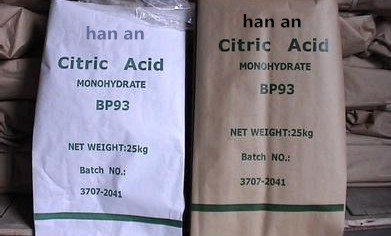 han an
Citric Acid
MONOHYDRATE
BP93
NET WEIGHT:25kg
Batch NO.:
3707-2041
han an
Citric Acid
MONOHYDRATE
BP93
NET WEIGHT:25kg
Batch NO.:
3707-2041